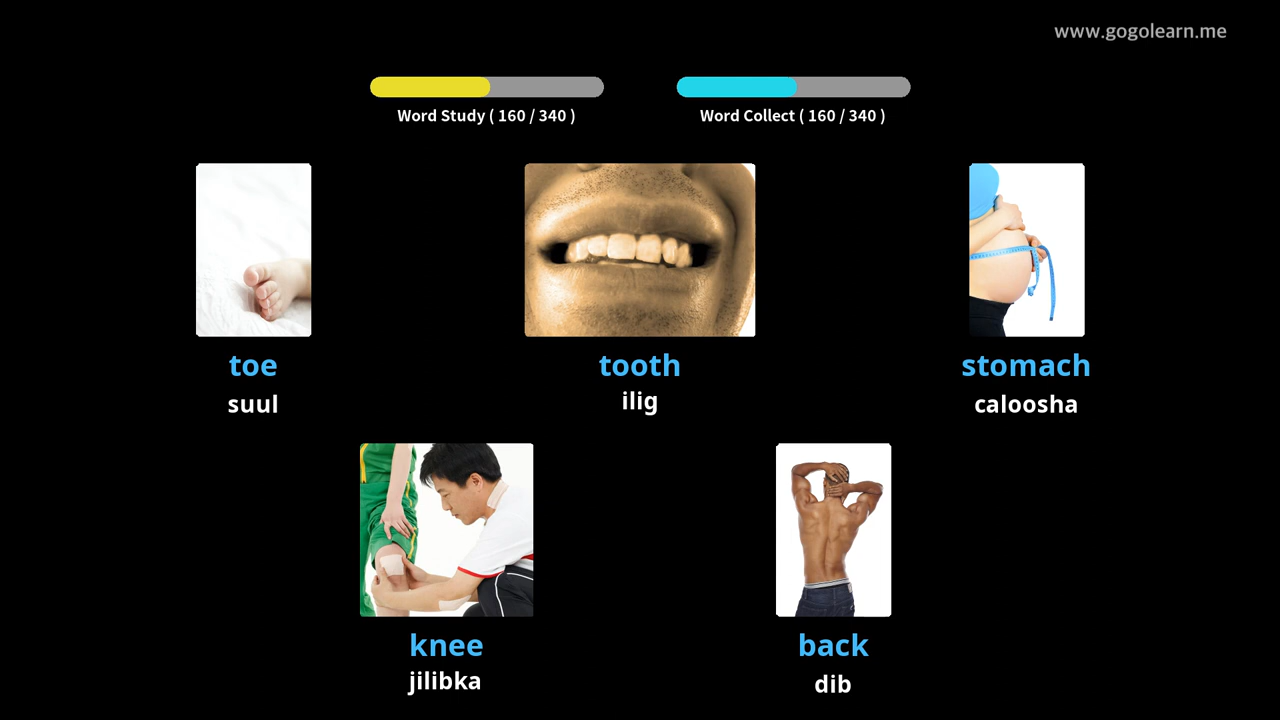 www.gogolearn.me
Word Study ( 160 / 340 )
Word Collect ( 160 / 340 )
toe
suul
tooth
ilig
stomach
caloosha
knee
jilibka
back
dib